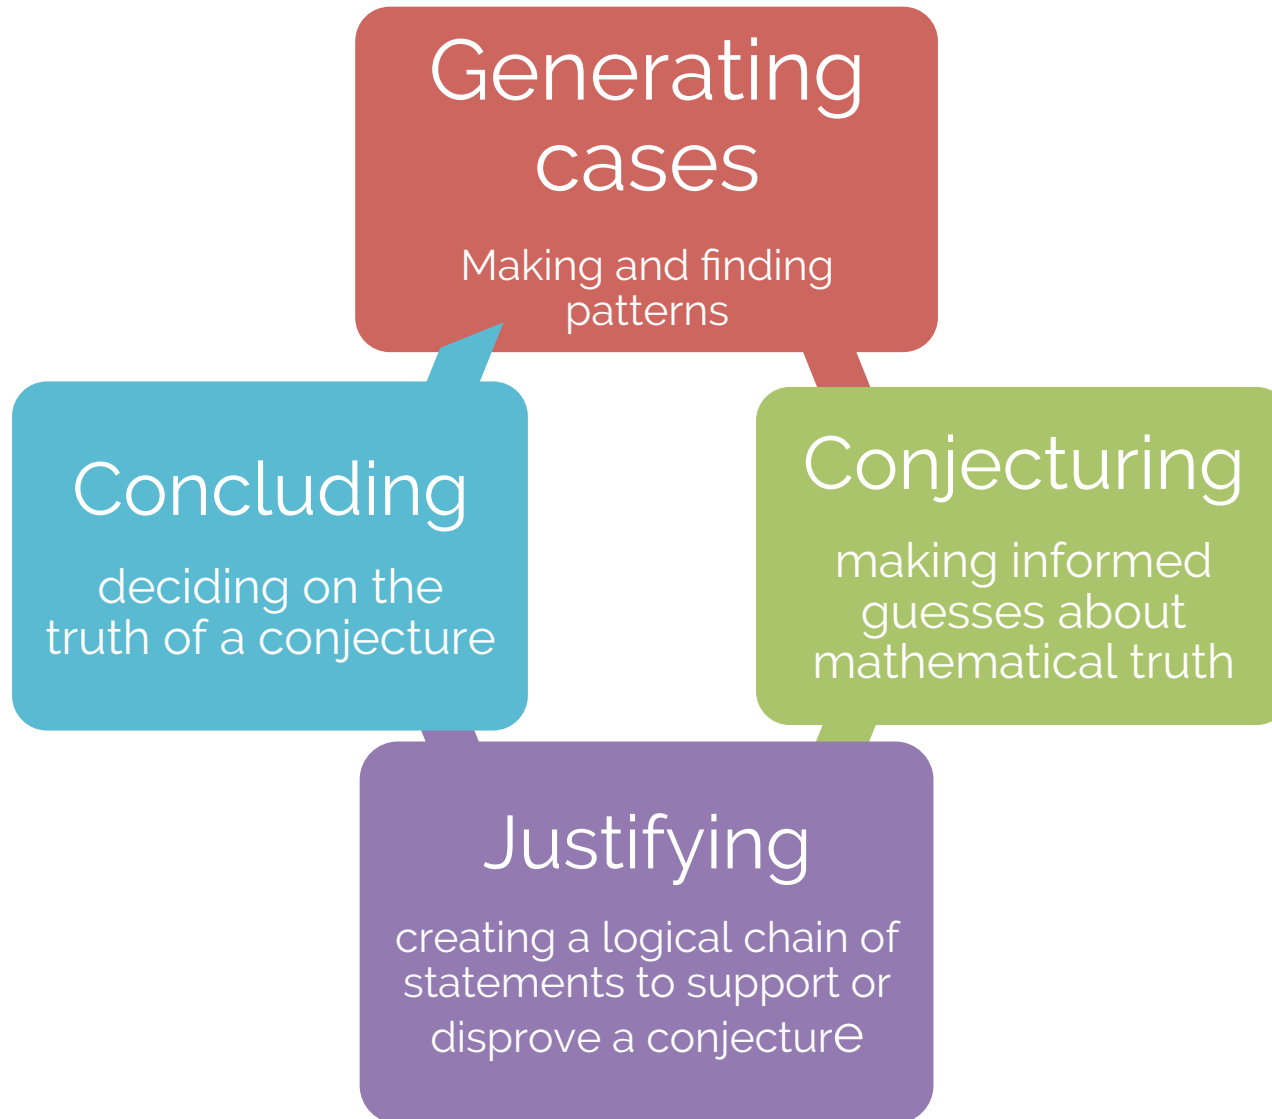 Generating
cases
Making and finding
patterns
Conjecturing
making informed
guesses about
mathematical truth
Justifying
creating a logical chain of
statements to support or
disprove a conjecture
Concluding
deciding on the
truth of a conjecture